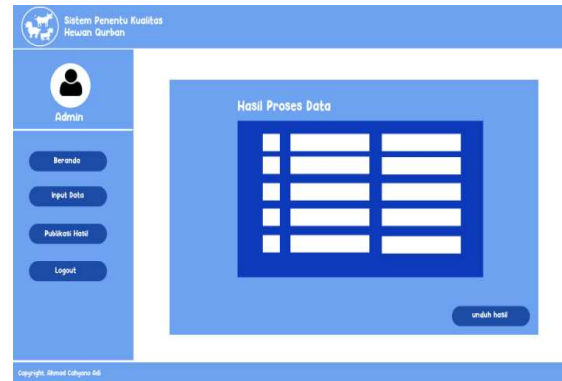 Sistem Penentu Kualitas
Hewan Qurban
Admin
Beranda
Input Data
Publikasi Hasil
Logout
Hasil Proses Data
unduh hasil
Copyright. Ahmad Cahyono Adi